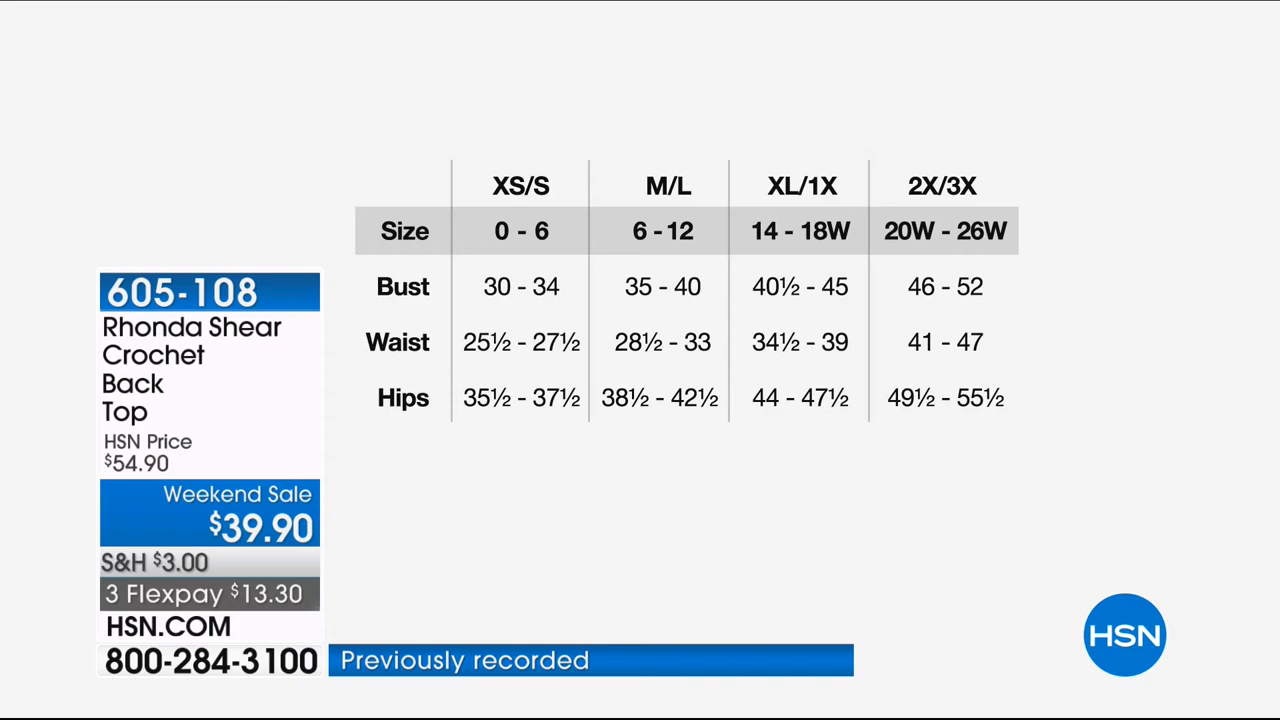 XS/S M/L XL/1X 2X/3X
Size 0 - 6 6 - 12 14 - 18W 20W - 26W
Bust 30 - 34 35 - 40 40½ - 45 46 - 52
Waist 25½ - 27½ 28½ - 33 34½ - 39 41 - 47
Hips 35½ - 37½ 38½ - 42½ 44 - 47½ 49½ - 55½
605-108
Rhonda Shear
Crochet
Back
Top
HSN Price
$54.90
Weekend Sale
$39.90
S&H $3.00
3 Flexpay $13.30
HSN.COM
800-284-3100
Previously recorded
HSN